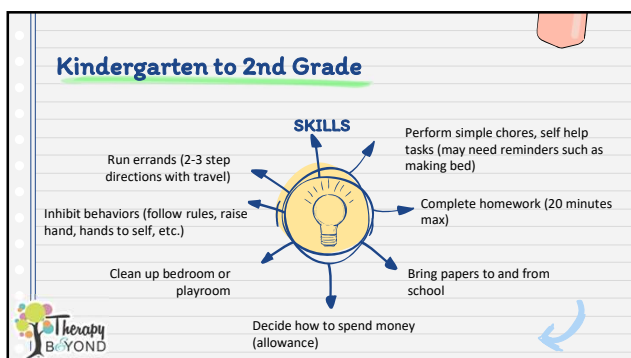 Kindergarten to 2nd Grade
SKILLS
Perform simple chores, self help
tasks (may need reminders such as
making bed)
Run errands (2-3 step
directions with travel)
Complete homework (20 minutes
max)
Inhibit behaviors (follow rules, raise
hand, hands to self, etc.)
Clean up bedroom or
playroom
Bring papers to and from
school
Decide how to spend money
(allowance)
Therapy
BEYOND